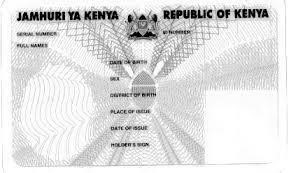 JAMHURI YA KENYA REPUBLIC OF KENYA
SERIAL NUMBER: ID NUMBER:
FULL NAMES
DATE OF BIRTH
SEX
DISTRICT OF BIRTH
PLACE OF ISSUE
DATE OF ISSUE
HOLDER'S SIGN.